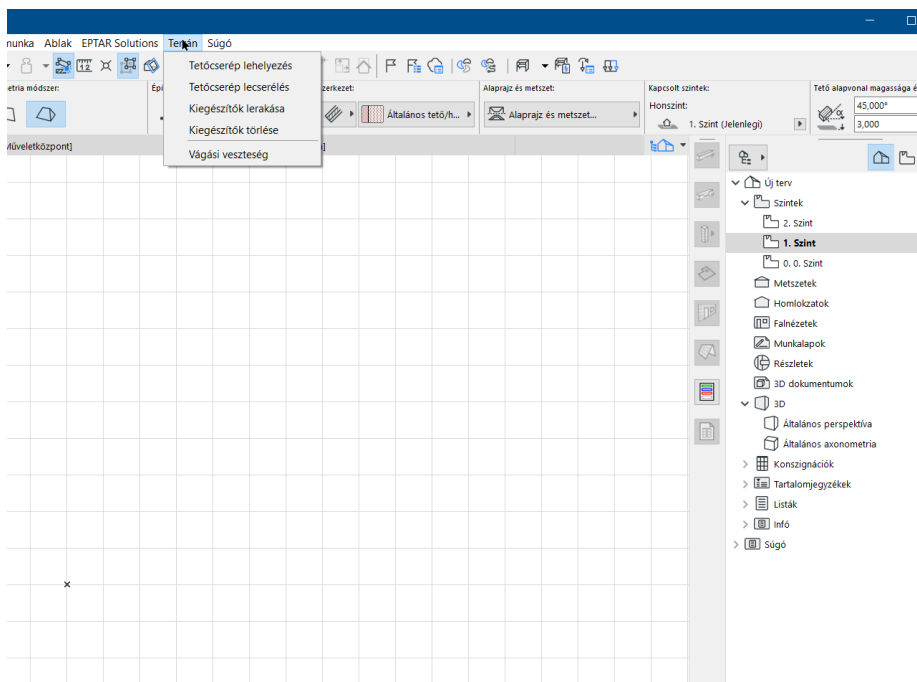 Ablak EPTAR Solutions Terrán Súgó
Tetőcserép lehelyezés
Tetőcserép lecserélés
Kiegészítők lerakása
Kiegészítők törlése
Vágási veszteség
etria módszer:
Általános tető/h...
Alaprajz és metszet:
Alaprajz és metszet...
Kapcsolt szintek:
Honszint:
1. Szint (Jelenlegi)
Tető alapvonal magassága é
45,000°
3,000
Műveletközpont]
Új terv
Szintek
2. Szint
1. Szint
0. 0. Szint
Metszetek
Homlokzatok
Falnézetek
Munkalapok
Részletek
3D dokumentumok
3D
Általános perspektíva
Általános axonometria
Konszignációk
Tartalomjegyzékek
Listák
Infó
Súgó